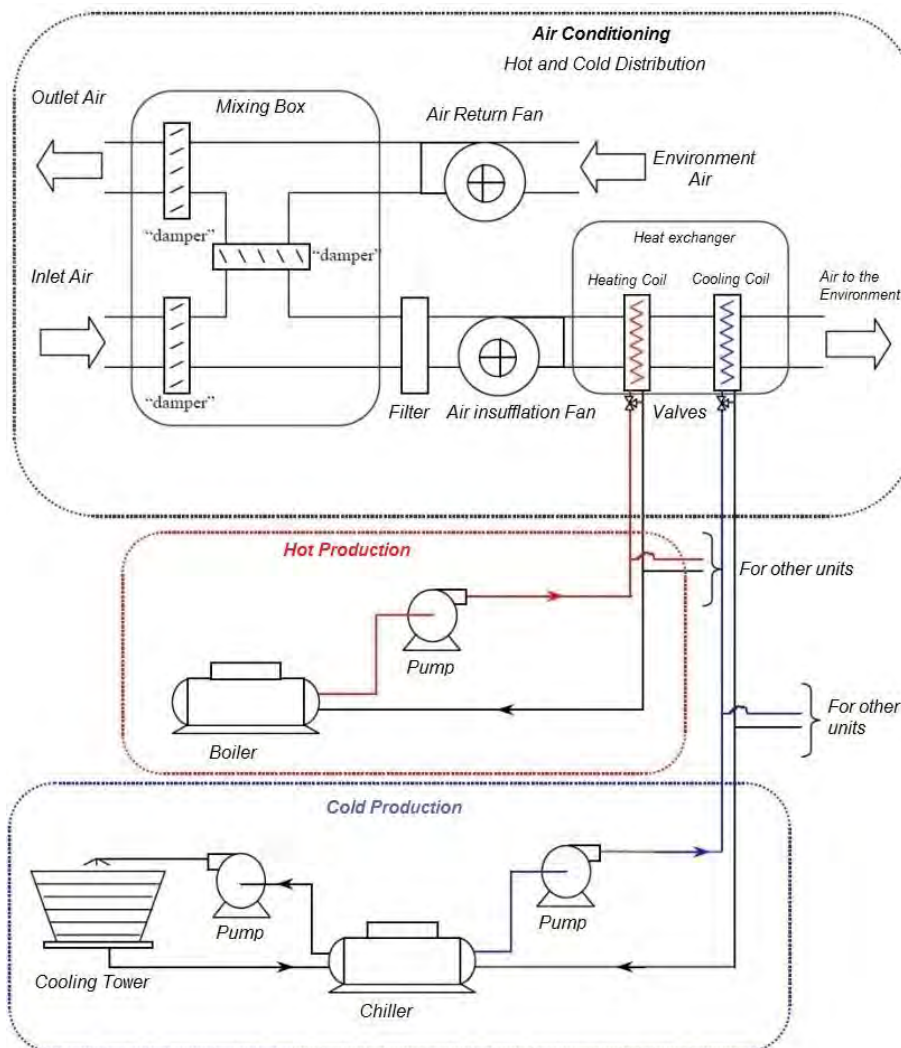 Air Conditioning
Hot and Cold Distribution
Outlet Air
Mixing Box
Air Return Fan
Environment
Air
"damper"
"damper"
Inlet Air
Heat exchanger
Heating Coil
Cooling Coil
Air to the
Environment
"damper"
Filter
Air insufflation Fan
Valves
Hot Production
For other units
Pump
Boiler
For other
units
Cold Production
Pump
Pump
Cooling Tower
Chiller